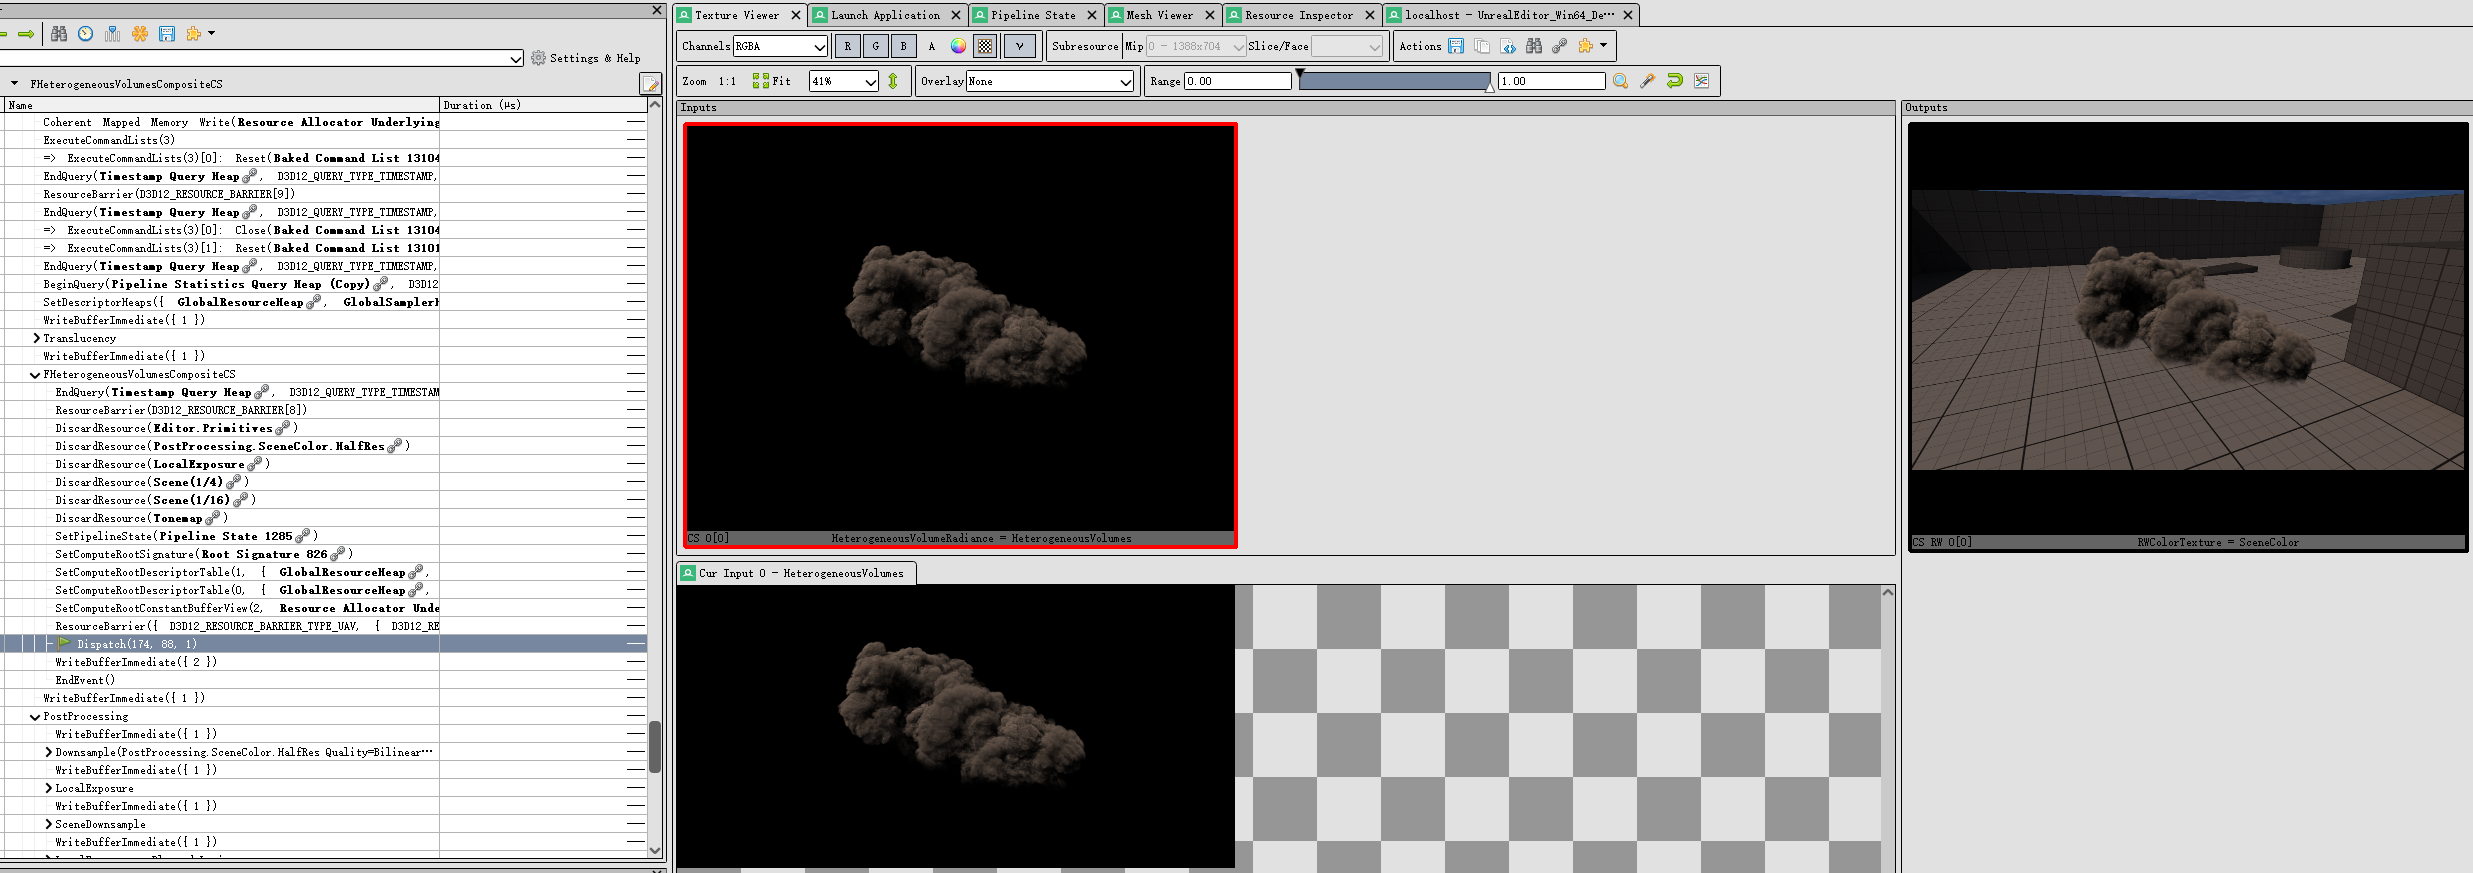 Settings & Help
FHeterogeneousVolumesCompositeCS
Name Duration (μs)
Coherent Mapped Memory Write(Resource Allocator Underlying
ExecuteCommandLists(3)
=> ExecuteCommandLists(3)[0]: Reset(Baked Command List 13104
EndQuery(Timestamp Query Heap, D3D12_QUERY_TYPE_TIMESTAMP,
ResourceBarrier(D3D12_RESOURCE_BARRIER[9])
EndQuery(Timestamp Query Heap, D3D12_QUERY_TYPE_TIMESTAMP,
=> ExecuteCommandLists(3)[0]: Close(Baked Command List 13104
=> ExecuteCommandLists(3)[1]: Reset(Baked Command List 13101
EndQuery(Timestamp Query Heap, D3D12_QUERY_TYPE_TIMESTAMP,
BeginQuery(Pipeline Statistics Query Heap (Copy), D3D12
SetDescriptorHeaps({ GlobalResourceHeap, GlobalSamplerH
WriteBufferImmediate({ 1 })
Translucency
WriteBufferImmediate({ 1 })
FHeterogeneousVolumesCompositeCS
EndQuery(Timestamp Query Heap, D3D12_QUERY_TYPE_TIMESTAM
ResourceBarrier(D3D12_RESOURCE_BARRIER[8])
DiscardResource(Editor.Primitives)
DiscardResource(PostProcessing.SceneColor.HalfRes)
DiscardResource(LocalExposure)
DiscardResource(Scene(1/4))
DiscardResource(Scene(1/16))
DiscardResource(Tonemap)
SetPipelineState(Pipeline State 1285)
SetComputeRootSignature(Root Signature 826)
SetComputeRootDescriptorTable(1, { GlobalResourceHeap,
SetComputeRootDescriptorTable(0, { GlobalResourceHeap,
SetComputeRootConstantBufferView(2, Resource Allocator Unde
ResourceBarrier({ D3D12_RESOURCE_BARRIER_TYPE_UAV, { D3D12_RE
Dispatch(174, 88, 1)
WriteBufferImmediate({ 2 })
EndEvent()
WriteBufferImmediate({ 1 })
PostProcessing
WriteBufferImmediate({ 1 })
Downsample(PostProcessing.SceneColor.HalfRes Quality=Bilinear…
WriteBufferImmediate({ 1 })
LocalExposure
WriteBufferImmediate({ 1 })
SceneDownsample
WriteBufferImmediate({ 1 })
Texture Viewer Launch Application Pipeline State Mesh Viewer Resource Inspector localhost - UnrealEditor_Win64_De…
Channels RGBA R G B A γ Subresource Mip 0 - 1388x704 Slice/Face Actions
Zoom 1:1 Fit 41% Overlay None Range 0.00 1.00
Inputs
CS 0[0] HeterogeneousVolumeRadiance = HeterogeneousVolumes
Cur Input 0 - HeterogeneousVolumes
Outputs
CS RW 0[0] RWColorTexture = SceneColor